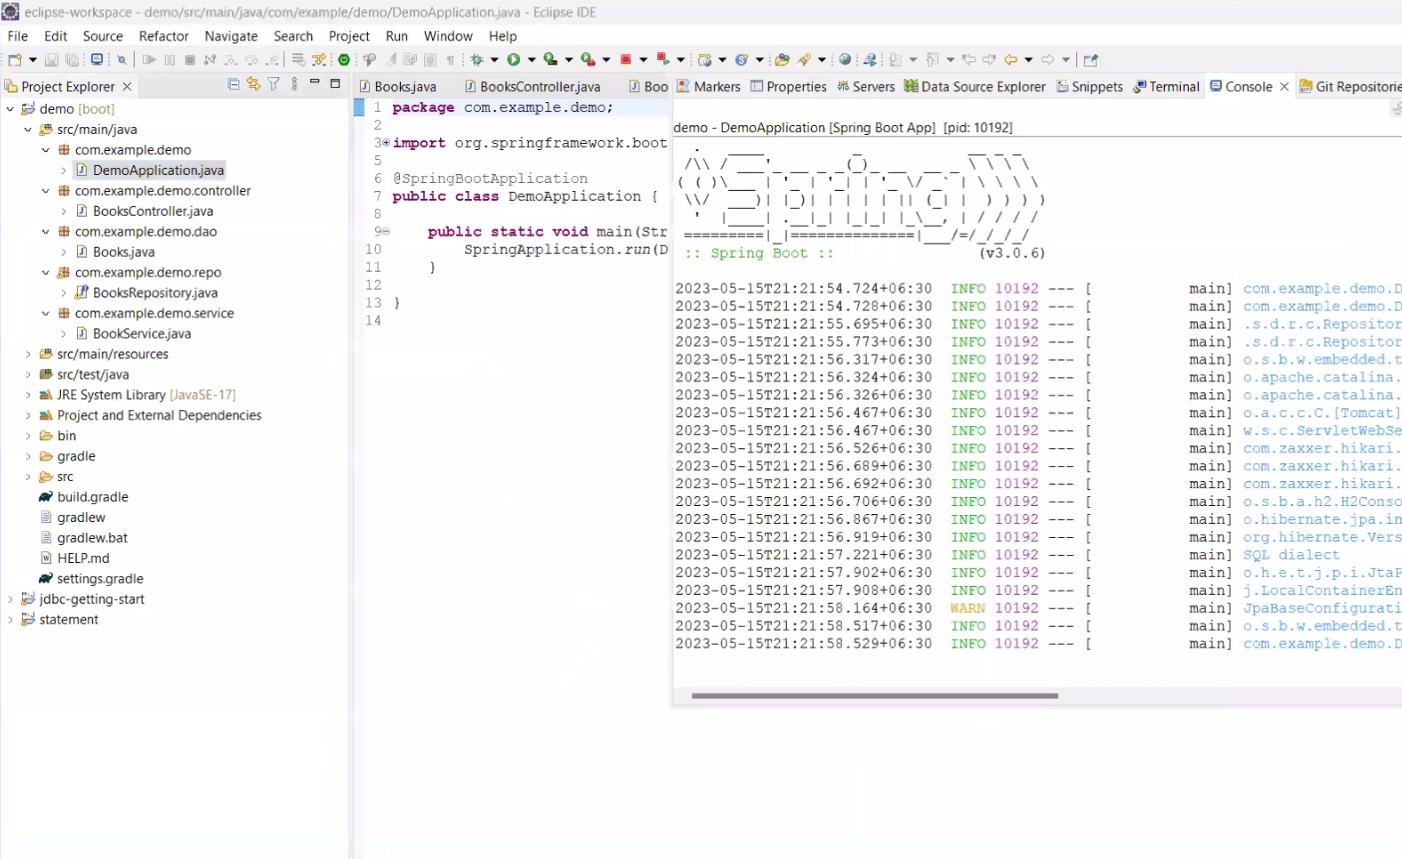 eclipse-workspace - demo/src/main/java/com/example/demo/DemoApplication.java - Eclipse IDE
File Edit Source Refactor Navigate Search Project Run Window Help
Project Explorer
Books.java BooksController.java Boo
Markers Properties Servers Data Source Explorer Snippets Terminal Console Git Repositorie
demo [boot]
src/main/java
com.example.demo
DemoApplication.java
com.example.demo.controller
BooksController.java
com.example.demo.dao
Books.java
com.example.demo.repo
BooksRepository.java
com.example.demo.service
BookService.java
src/main/resources
src/test/java
JRE System Library [JavaSE-17]
Project and External Dependencies
bin
gradle
src
build.gradle
gradlew
gradlew.bat
HELP.md
settings.gradle
jdbc-getting-start
statement
1 package com.example.demo;
2
3 import org.springframework.boot
5
6 @SpringBootApplication
7 public class DemoApplication {
8
9 public static void main(Str
10 SpringApplication.run(D
11 }
12
13 }
14
demo - DemoApplication [Spring Boot App] [pid: 10192]
Spring
:: Spring Boot :: (v3.0.6)
2023-05-15T21:21:54.724+06:30 INFO 10192 --- [ main] com.example.demo.D
2023-05-15T21:21:54.728+06:30 INFO 10192 --- [ main] com.example.demo.D
2023-05-15T21:21:55.695+06:30 INFO 10192 --- [ main] .s.d.r.c.Repositor
2023-05-15T21:21:55.773+06:30 INFO 10192 --- [ main] .s.d.r.c.Repositor
2023-05-15T21:21:56.317+06:30 INFO 10192 --- [ main] o.s.b.w.embedded.t
2023-05-15T21:21:56.324+06:30 INFO 10192 --- [ main] o.apache.catalina.
2023-05-15T21:21:56.326+06:30 INFO 10192 --- [ main] o.apache.catalina.
2023-05-15T21:21:56.467+06:30 INFO 10192 --- [ main] o.a.c.c.C.[Tomcat]
2023-05-15T21:21:56.467+06:30 INFO 10192 --- [ main] w.s.c.ServletWebSe
2023-05-15T21:21:56.526+06:30 INFO 10192 --- [ main] com.zaxxer.hikari.
2023-05-15T21:21:56.689+06:30 INFO 10192 --- [ main] com.zaxxer.hikari.
2023-05-15T21:21:56.692+06:30 INFO 10192 --- [ main] com.zaxxer.hikari.
2023-05-15T21:21:56.706+06:30 INFO 10192 --- [ main] o.s.b.a.h2.H2Conso
2023-05-15T21:21:56.867+06:30 INFO 10192 --- [ main] o.hibernate.jpa.in
2023-05-15T21:21:56.919+06:30 INFO 10192 --- [ main] org.hibernate.Vers
2023-05-15T21:21:57.221+06:30 INFO 10192 --- [ main] SQL dialect
2023-05-15T21:21:57.902+06:30 INFO 10192 --- [ main] o.h.e.t.j.p.i.JtaP
2023-05-15T21:21:57.908+06:30 INFO 10192 --- [ main] j.LocalContainerEn
2023-05-15T21:21:58.164+06:30 WARN 10192 --- [ main] JpaBaseConfigurati
2023-05-15T21:21:58.517+06:30 INFO 10192 --- [ main] o.s.b.w.embedded.t
2023-05-15T21:21:58.529+06:30 INFO 10192 --- [ main] com.example.demo.D